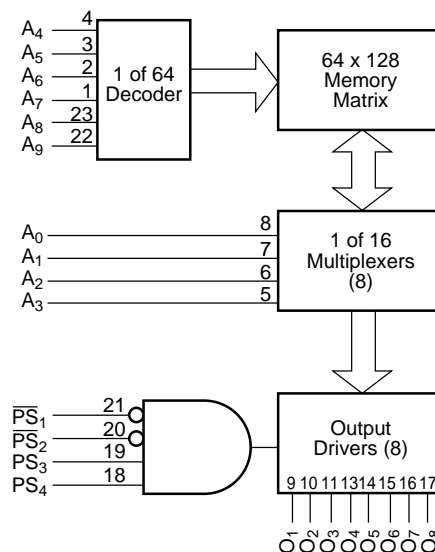 A4 4
A5 3
A6 2
A7 1
A8 23
A9 22
1 of 64
Decoder
64 x 128
Memory
Matrix
A0 8
A1 7
A2 6
A3 5
1 of 16
Multiplexers
(8)
P̅S̅1 21
P̅S̅2 20
PS3 19
PS4 18
Output
Drivers (8)
9 10 11 13 14 15 16 17
O1 O2 O3 O4 O5 O6 O7 O8